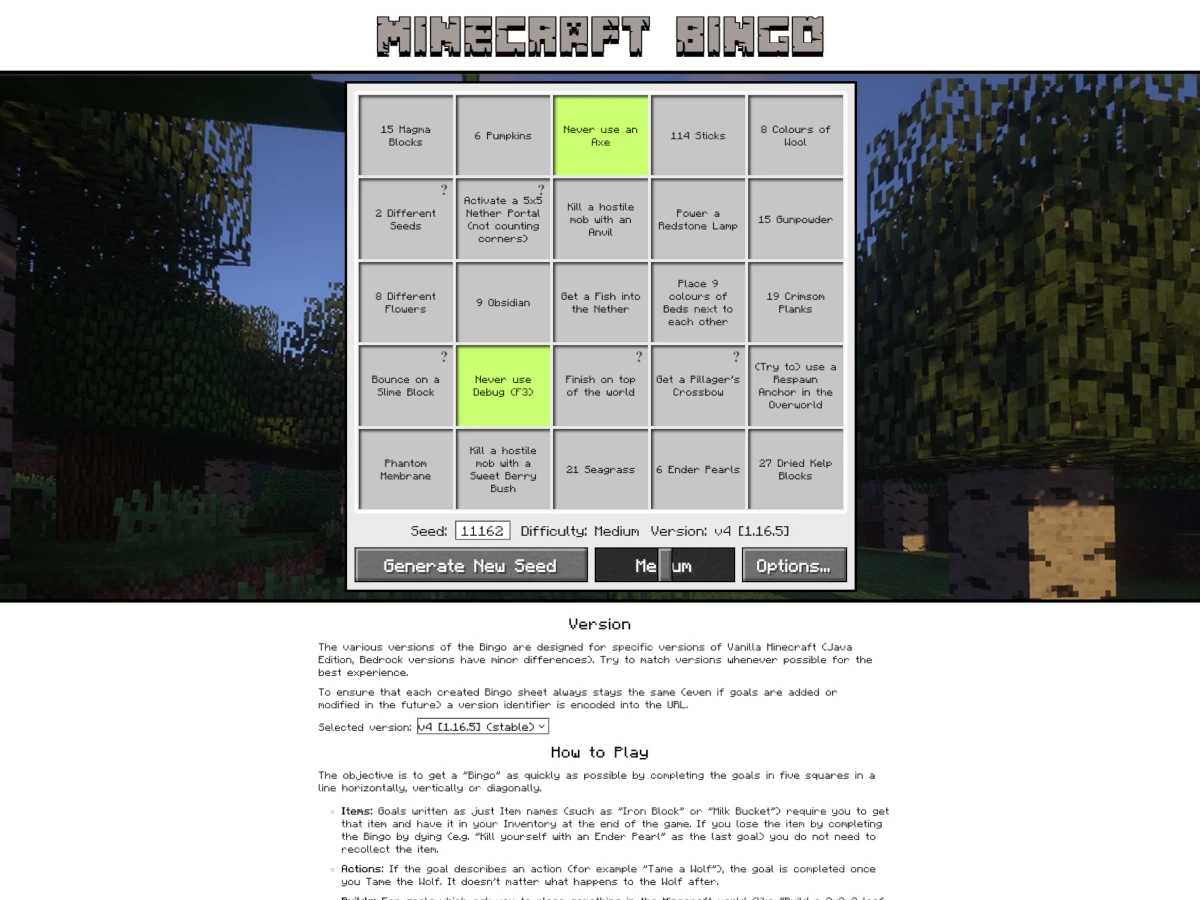 MINECRAFT BINGO
15 Magma
Blocks
6 Pumpkins
Never use an
Axe
114 Sticks
8 Colours of
Wool
?
2 Different
Seeds
?
Activate a 5x5
Nether Portal
(not counting
corners)
Kill a hostile
mob with an
Anvil
Power a
Redstone Lamp
15 Gunpowder
8 Different
Flowers
9 Obsidian
Get a Fish into
the Nether
Place 9
colours of
Beds next to
each other
19 Crimson
Planks
?
Bounce on a
Slime Block
Never use
Debug (F3)
?
Finish on top
of the world
?
Get a Pillager's
Crossbow
(Try to) use a
Respawn
Anchor in the
Overworld
Phantom
Membrane
Kill a hostile
mob with a
Sweet Berry
Bush
21 Seagrass
6 Ender Pearls
27 Dried Kelp
Blocks
Seed: 11162 Difficulty: Medium Version: v4 [1.16.5]
Generate New Seed
Options...
Version
The various versions of the Bingo are designed for specific versions of Vanilla Minecraft (Java
Edition, Bedrock versions have minor differences). Try to match versions whenever possible for the
best experience.
To ensure that each created Bingo sheet always stays the same (even if goals are added or
modified in the future) a version identifier is encoded into the URL.
Selected version: v4 [1.16.5] (stable)
How to Play
The objective is to get a "Bingo" as quickly as possible by completing the goals in five squares in a
line horizontally, vertically or diagonally.
Items: Goals written as just Item names (such as "Iron Block" or "Milk Bucket") require you to get
that item and have it in your Inventory at the end of the game. If you lose the item by completing
the Bingo by dying (e.g. "Kill yourself with an Ender Pearl" as the last goal) you do not need to
recollect the item.
Actions: If the goal describes an action (for example "Tame a Wolf"), the goal is completed once
you Tame the Wolf. It doesn't matter what happens to the Wolf after.